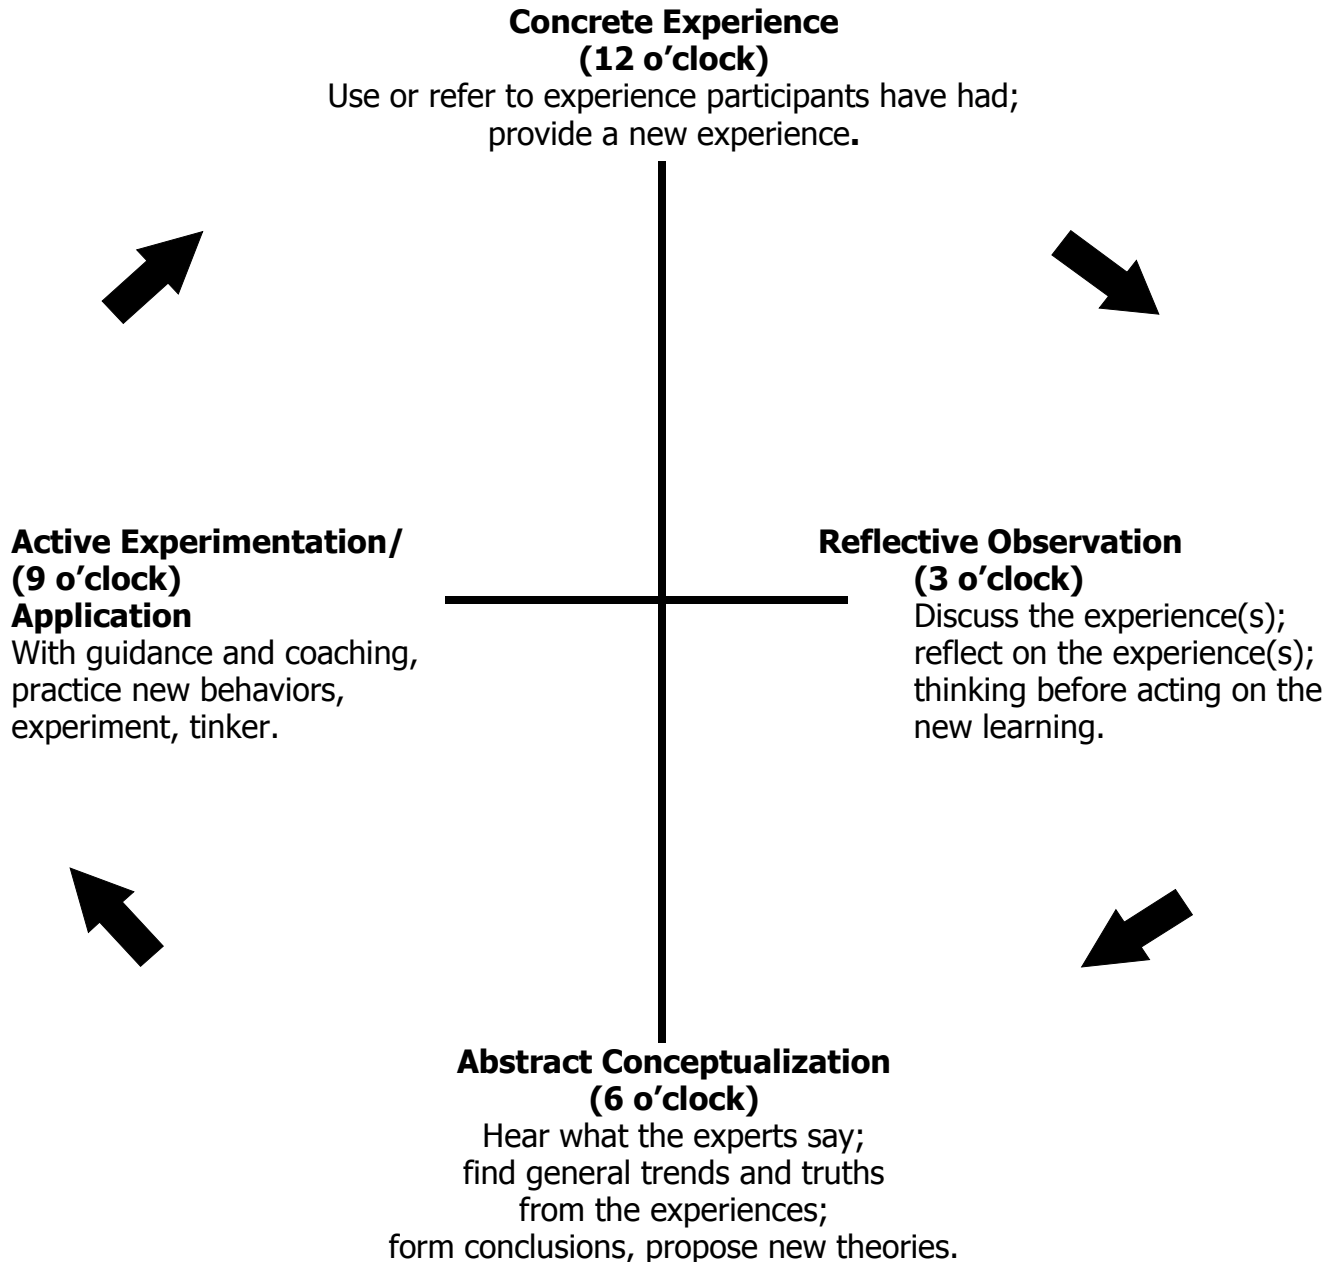 Concrete Experience
(12 o’clock)
Use or refer to experience participants have had;
provide a new experience.
Active Experimentation/
(9 o’clock)
Application
With guidance and coaching,
practice new behaviors,
experiment, tinker.
Reflective Observation
(3 o’clock)
Discuss the experience(s);
reflect on the experience(s);
thinking before acting on the
new learning.
Abstract Conceptualization
(6 o’clock)
Hear what the experts say;
find general trends and truths
from the experiences;
form conclusions, propose new theories.